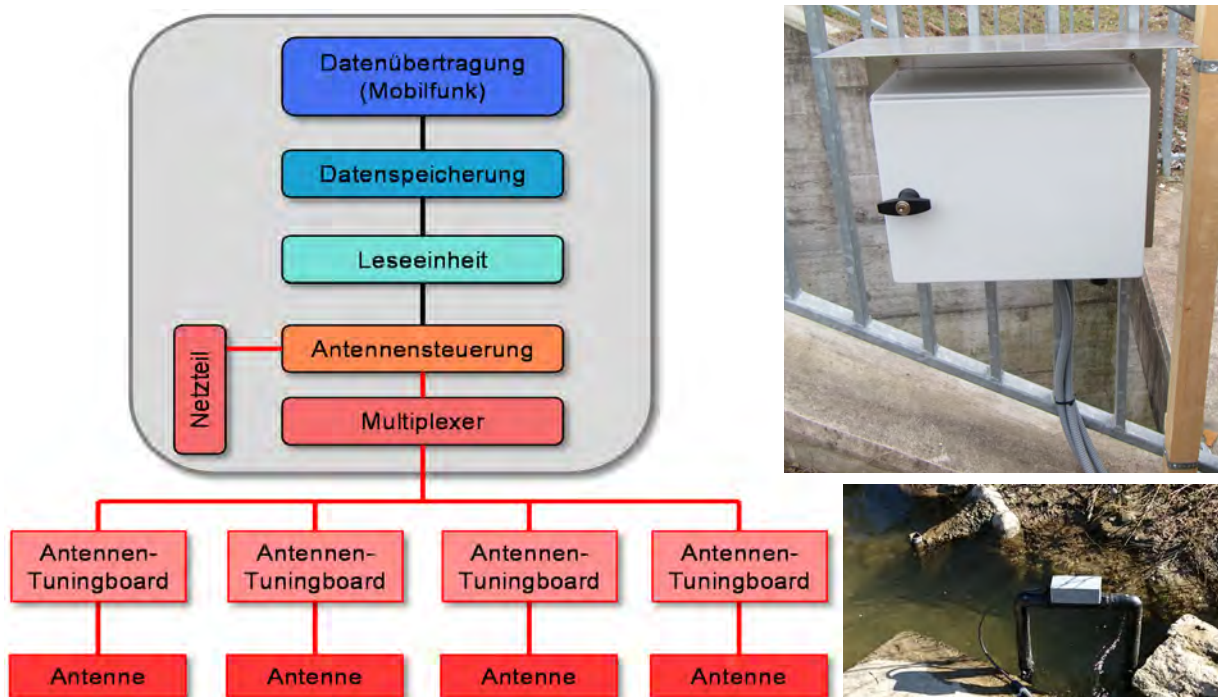 Datenübertragung
(Mobilfunk)
Datenspeicherung
Leseeinheit
Netzteil
Antennensteuerung
Multiplexer
Antennen-
Tuningboard
Antennen-
Tuningboard
Antennen-
Tuningboard
Antennen-
Tuningboard
Antenne
Antenne
Antenne
Antenne